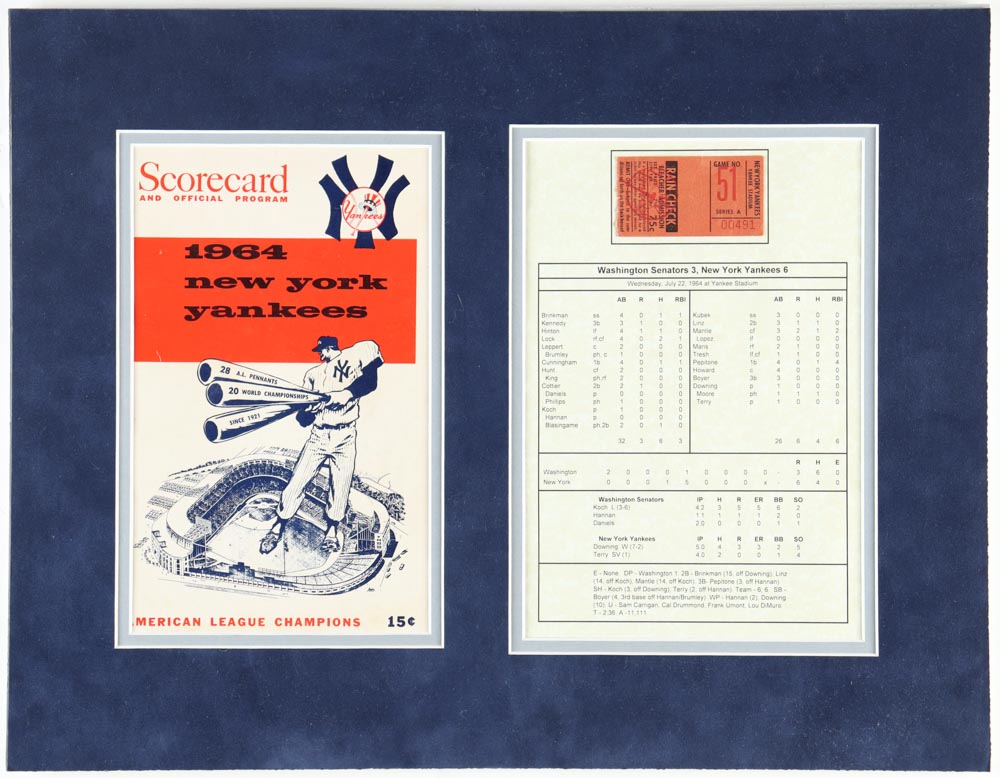 Scorecard
AND OFFICIAL PROGRAM
Yankees
1964
new york
yankees
28 A.L. PENNANTS
20 WORLD CHAMPIONSHIPS
SINCE 1921
NY
MERICAN LEAGUE CHAMPIONS 15¢
NEW YORK YANKEES
YANKEE STADIUM
GAME NO.
51
SERIES A
00491
RAIN CHECK
BLEACHER ADMISSION
75c
Washington Senators 3, New York Yankees 6
Wednesday, July 22, 1964 at Yankee Stadium
AB R H RBI AB R H RBI
Brinkman ss 4 0 1 1 Kubek ss 3 0 0 0
Kennedy 3b 3 1 0 0 Linz 2b 3 1 1 0
Hinton lf 4 1 1 0 Mantle cf 3 2 1 2
Lock rf,cf 4 0 2 1 Lopez lf 0 0 0 0
Leppert c 2 0 0 0 Maris rf 2 1 0 0
Brumley ph, c 1 0 0 0 Tresh lf,cf 1 1 0 0
Cunningham 1b 4 0 1 1 Pepitone 1b 4 0 1 4
Hunt cf 2 0 0 0 Howard c 4 0 0 0
King ph,rf 2 0 0 0 Boyer 3b 3 0 0 0
Cottier 2b 2 1 0 0 Downing p 1 0 0 0
Daniels p 0 0 0 0 Moore ph 1 1 1 0
Phillips ph 1 0 0 0 Terry p 1 0 0 0
Koch p 1 0 0 0
Hannan p 0 0 0 0
Blasingame ph,2b 2 0 1 0
32 3 6 3 26 6 4 6
R H E
Washington 2 0 0 0 1 0 0 0 0 - 3 6 0
New York 0 0 0 1 5 0 0 0 x - 6 4 0
Washington Senators IP H R ER BB SO
Koch L (3-6) 4.2 3 5 5 6 2
Hannan 1.1 1 1 1 2 0
Daniels 2.0 0 0 0 1 1
New York Yankees IP H R ER BB SO
Downing W (7-2) 5.0 4 3 3 2 5
Terry SV (1) 4.0 2 0 0 1 4
E - None. DP - Washington 1. 2B - Brinkman (15, off Downing), Linz
(14, off Koch), Mantle (14, off Koch). 3B- Pepitone (3, off Hannan)
SH - Koch (3, off Downing), Terry (2, off Hannan). Team - 6; 6. SB -
Boyer (4, 3rd base off Hannan/Brumley). WP - Hannan (2), Downing
(10). U - Sam Carrigan, Cal Drummond, Frank Umont, Lou DiMuro
T - 2:36. A -11,111.